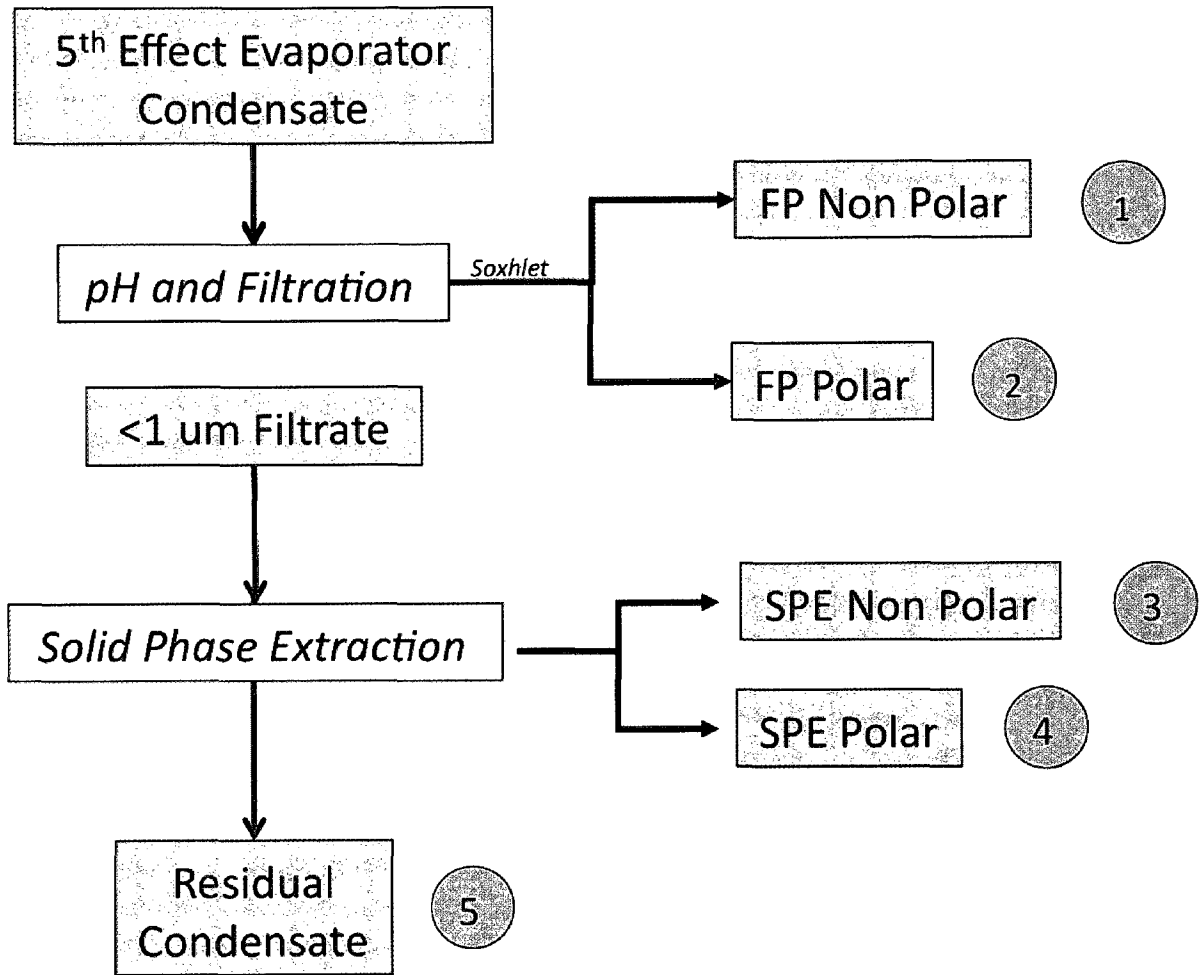 5th Effect Evaporator
Condensate
pH and Filtration
Soxhlet
FP Non Polar
1
FP Polar
2
<1 um Filtrate
Solid Phase Extraction
SPE Non Polar
3
SPE Polar
4
Residual
Condensate
5